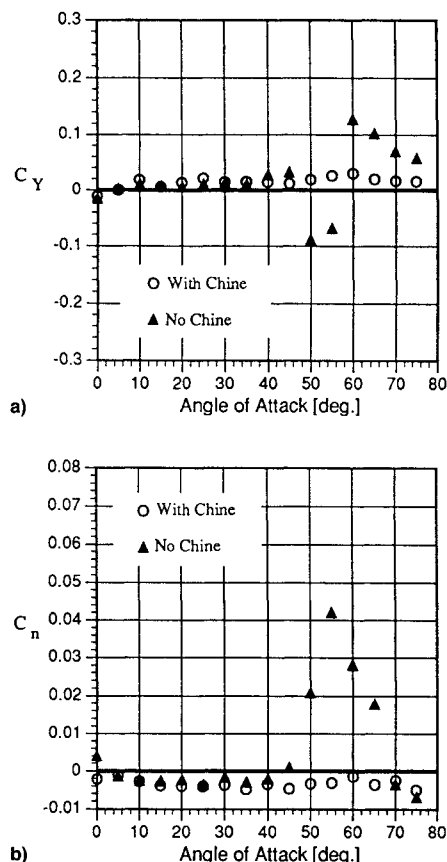 0.3
0.2
0.1
C Y
0
-0.1
-0.2
-0.3
With Chine
No Chine
0 10 20 30 40 50 60 70 80
a)
Angle of Attack [deg.]
0.08
0.07
0.06
0.05
0.04
C n
0.03
0.02
0.01
0
-0.01
With Chine
No Chine
0 10 20 30 40 50 60 70 80
b)
Angle of Attack [deg.]